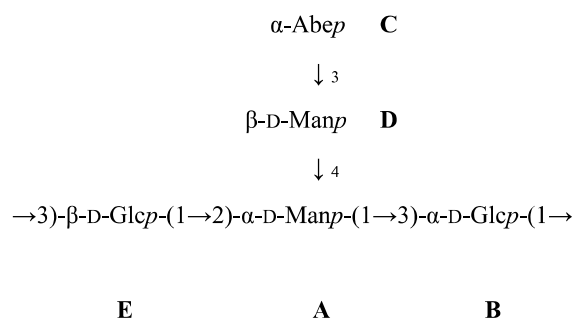 α-Abep C
↓ 3
β-D-Manp D
↓ 4
→3)-β-D-Glcp-(1→2)-α-D-Manp-(1→3)-α-D-Glcp-(1→
E A B